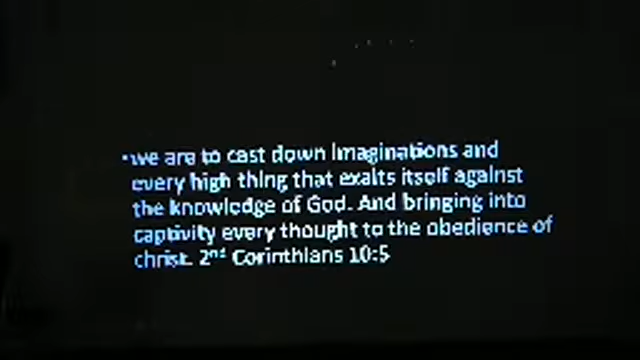 •we are to cast down Imaginations and
every high thing that exalts itself against
the knowledge of God. And bringing into
captivity every thought to the obedience of
christ. 2nd Corinthians 10:5